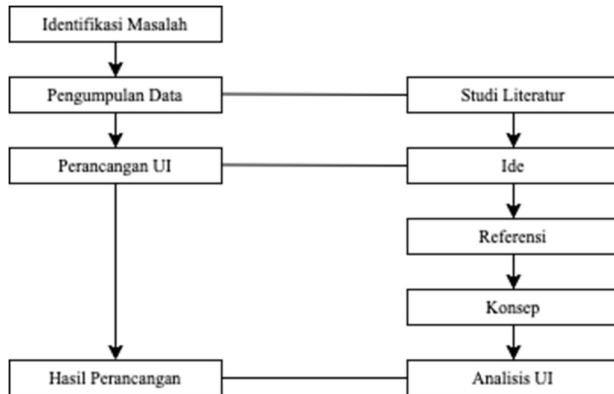 Identifikasi Masalah
Pengumpulan Data
Studi Literatur
Perancangan UI
Ide
Referensi
Konsep
Hasil Perancangan
Analisis UI